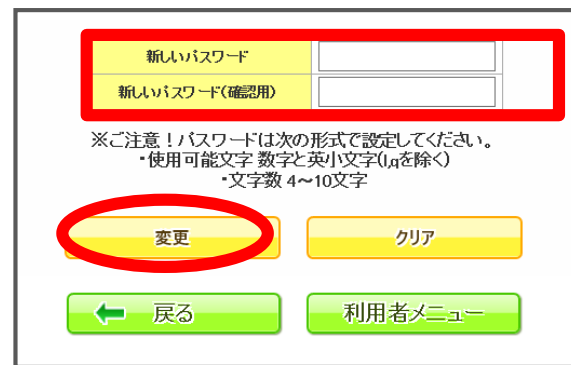 新しいパスワード
新しいパスワード(確認用)
※ご注意！パスワードは次の形式で設定してください。
・使用可能文字 数字と英小文字(l,qを除く)
・文字数 4～10文字
変更
クリア
戻る
利用者メニュー